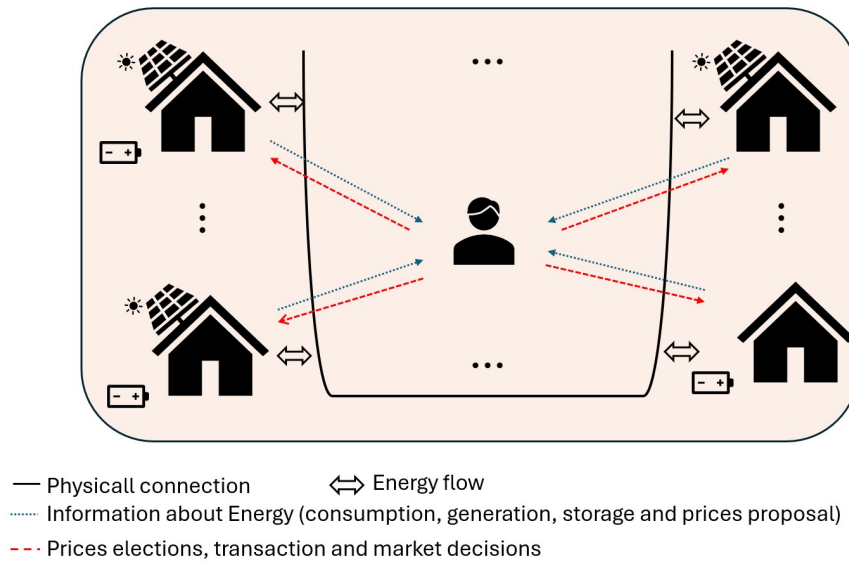 Physicall connection
Energy flow
Information about Energy (consumption, generation, storage and prices proposal)
Prices elections, transaction and market decisions